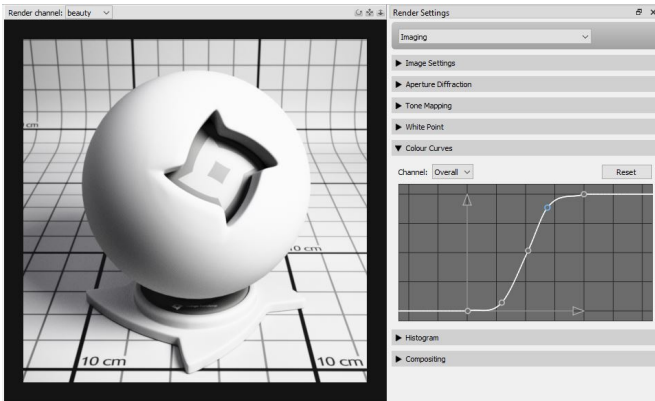 Render channel: beauty
Render Settings
Imaging
Image Settings
Aperture Diffraction
Tone Mapping
White Point
Colour Curves
Channel: Overall
Reset
Histogram
Compositing
cm
0 cm
10 cm
10 cm